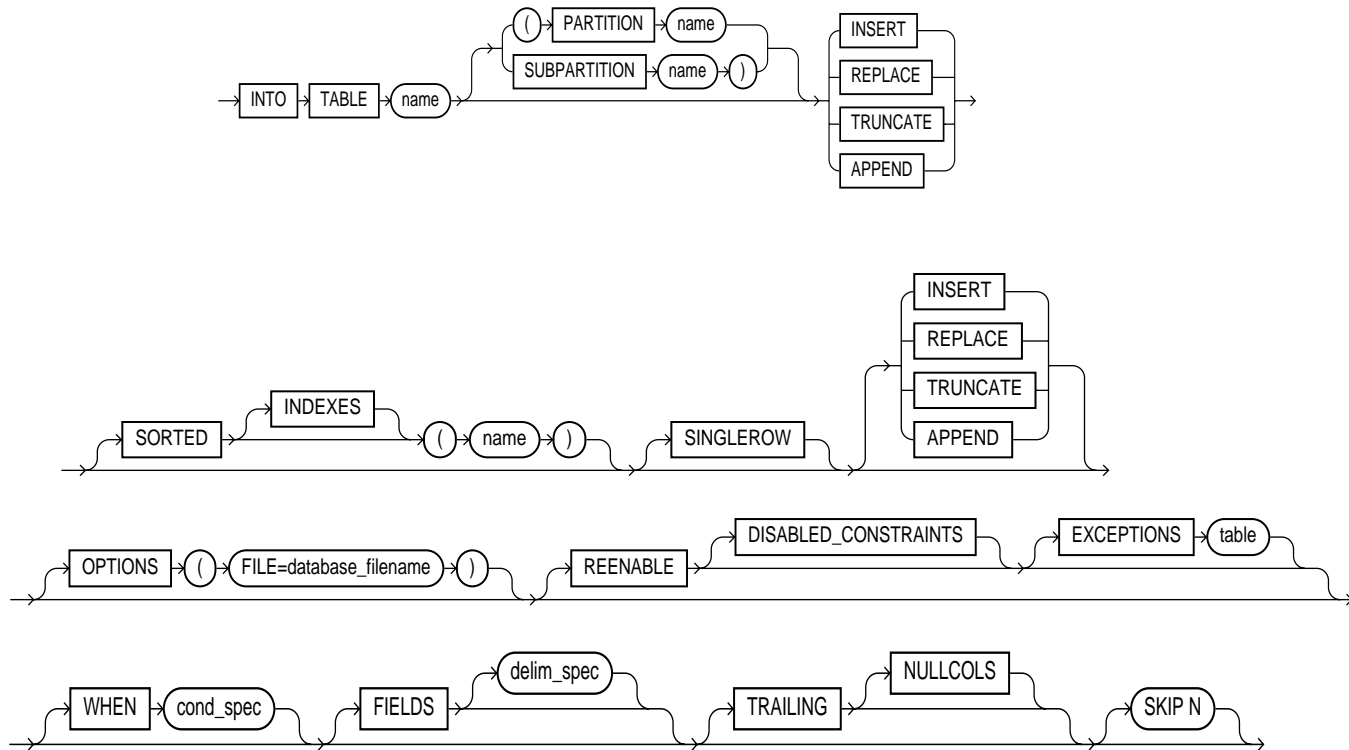 ( PARTITION name
SUBPARTITION name )
INTO TABLE name
INSERT
REPLACE
TRUNCATE
APPEND
SORTED INDEXES ( name )
SINGLEROW
INSERT
REPLACE
TRUNCATE
APPEND
OPTIONS ( FILE=database_filename )
REENABLE DISABLED_CONSTRAINTS EXCEPTIONS table
WHEN cond_spec FIELDS delim_spec TRAILING NULLCOLS SKIP N